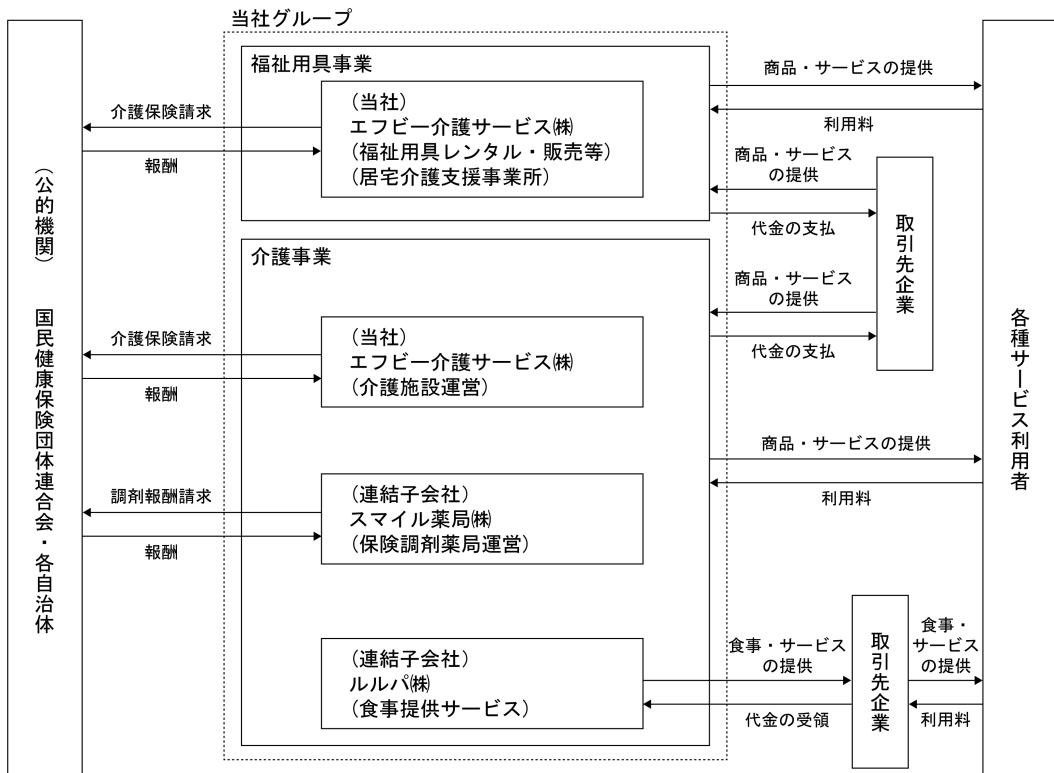 当社グループ
福祉用具事業
(当社)
エフビー介護サービス㈱
(福祉用具レンタル・販売等)
(居宅介護支援事業所)
介護保険請求
報酬
商品・サービスの提供
利用料
商品・サービス
の提供
代金の支払
取引先企業
商品・サービス
の提供
代金の支払
介護事業
(当社)
エフビー介護サービス㈱
(介護施設運営)
介護保険請求
報酬
商品・サービスの提供
利用料
(連結子会社)
スマイル薬局㈱
(保険調剤薬局運営)
調剤報酬請求
報酬
(連結子会社)
ルルパ㈱
(食事提供サービス)
食事・サービス
の提供
代金の受領
取引先企業
食事・
サービス
の提供
利用料
(公的機関) 国民健康保険団体連合会・各自治体
各種サービス利用者